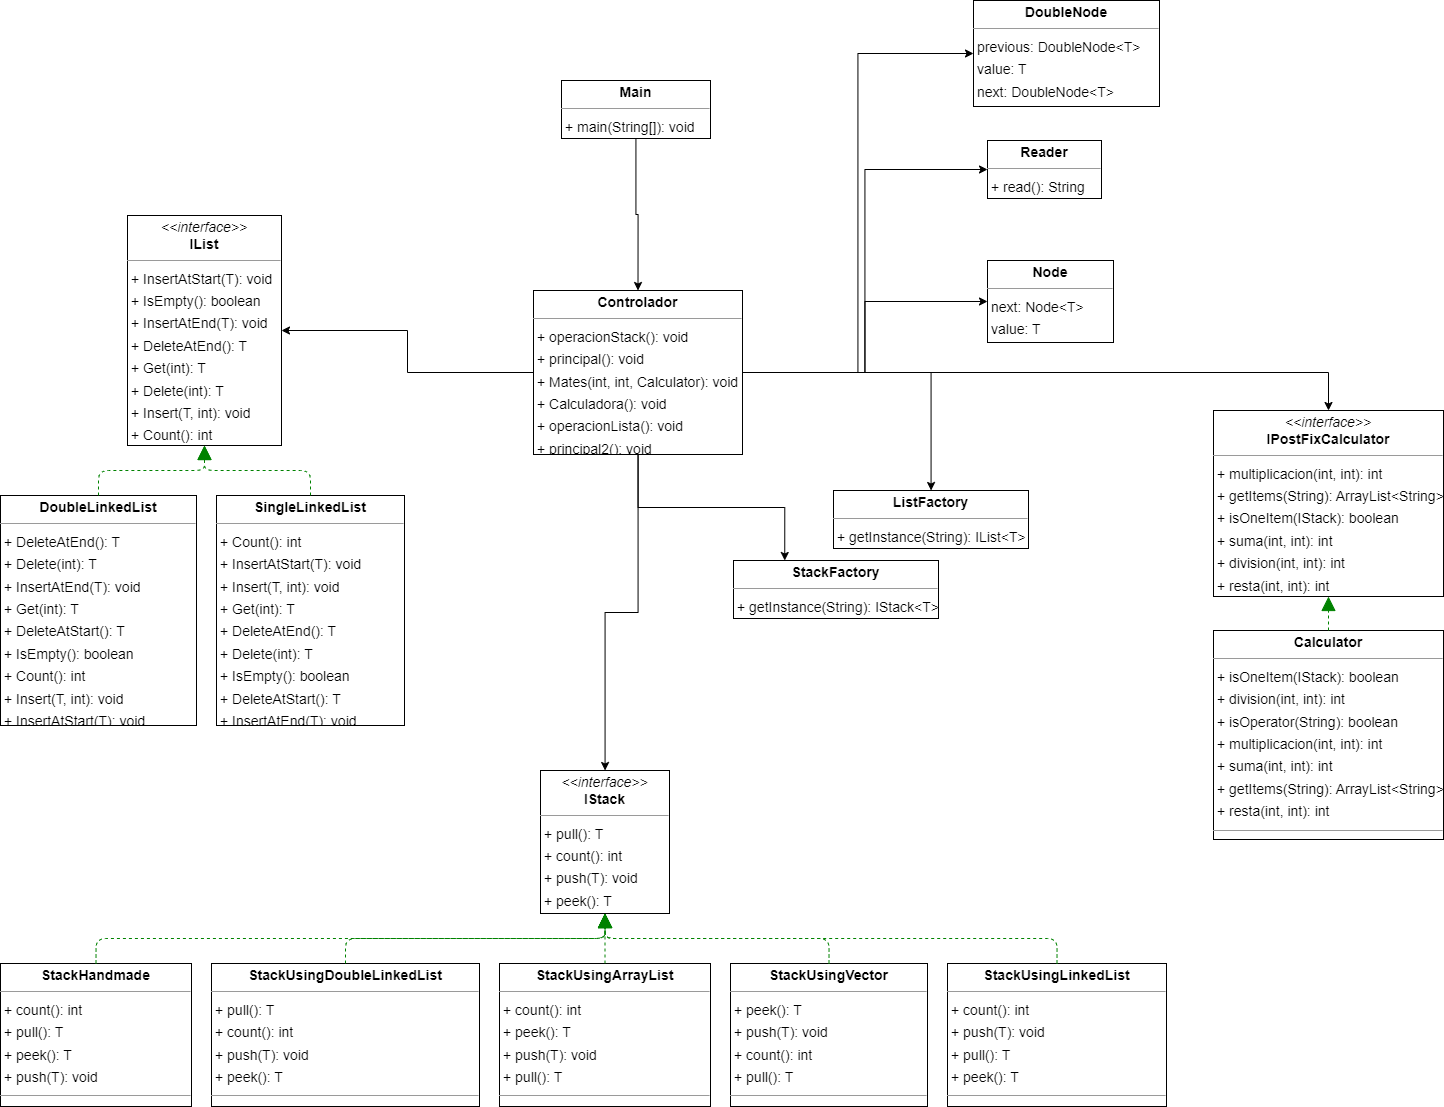 DoubleNode
previous: DoubleNode<T>
value: T
next: DoubleNode<T>
Main
+ main(String[]): void
Reader
+ read(): String
<<interface>>
IList
+ InsertAtStart(T): void
+ IsEmpty(): boolean
+ InsertAtEnd(T): void
+ DeleteAtEnd(): T
+ Get(int): T
+ Delete(int): T
+ Insert(T, int): void
+ Count(): int
Node
next: Node<T>
value: T
Controlador
+ operacionStack(): void
+ principal(): void
+ Mates(int, int, Calculator): void
+ Calculadora(): void
+ operacionLista(): void
+ principal2(): void
<<interface>>
IPostFixCalculator
+ multiplicacion(int, int): int
+ getItems(String): ArrayList<String>
+ isOneItem(IStack): boolean
+ suma(int, int): int
+ division(int, int): int
+ resta(int, int): int
DoubleLinkedList
+ DeleteAtEnd(): T
+ Delete(int): T
+ InsertAtEnd(T): void
+ Get(int): T
+ DeleteAtStart(): T
+ IsEmpty(): boolean
+ Count(): int
+ Insert(T, int): void
+ InsertAtStart(T): void
SingleLinkedList
+ Count(): int
+ InsertAtStart(T): void
+ Insert(T, int): void
+ Get(int): T
+ DeleteAtEnd(): T
+ Delete(int): T
+ IsEmpty(): boolean
+ DeleteAtStart(): T
+ InsertAtEnd(T): void
ListFactory
+ getInstance(String): IList<T>
StackFactory
+ getInstance(String): IStack<T>
Calculator
+ isOneItem(IStack): boolean
+ division(int, int): int
+ isOperator(String): boolean
+ multiplicacion(int, int): int
+ suma(int, int): int
+ getItems(String): ArrayList<String>
+ resta(int, int): int
<<interface>>
IStack
+ pull(): T
+ count(): int
+ push(T): void
+ peek(): T
StackHandmade
+ count(): int
+ pull(): T
+ peek(): T
+ push(T): void
StackUsingDoubleLinkedList
+ pull(): T
+ count(): int
+ push(T): void
+ peek(): T
StackUsingArrayList
+ count(): int
+ peek(): T
+ push(T): void
+ pull(): T
StackUsingVector
+ peek(): T
+ push(T): void
+ count(): int
+ pull(): T
StackUsingLinkedList
+ count(): int
+ push(T): void
+ pull(): T
+ peek(): T